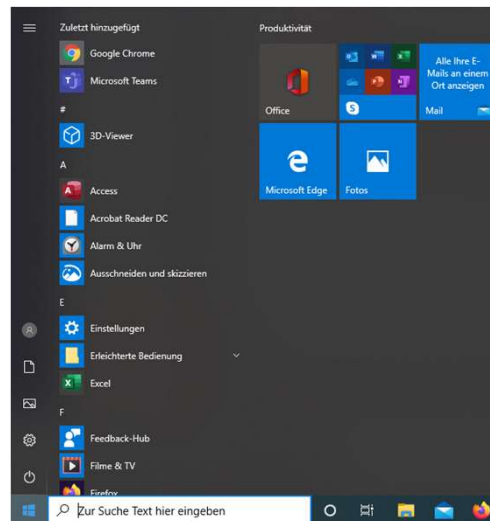 Zuletzt hinzugefügt
Google Chrome
Microsoft Teams
#
3D-Viewer
A
Access
Acrobat Reader DC
Alarm & Uhr
Ausschneiden und skizzieren
E
Einstellungen
Erleichterte Bedienung
Excel
F
Feedback-Hub
Filme & TV
Firefox
Produktivität
Office
Alle Ihre E-
Mails an einem
Ort anzeigen
Mail
Microsoft Edge
Fotos
Zur Suche Text hier eingeben